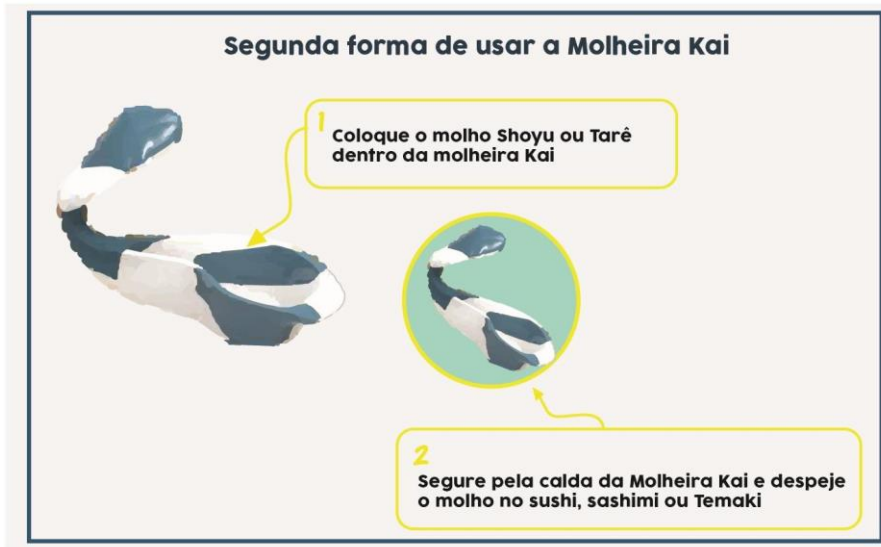 Segunda forma de usar a Molheira Kai
1
Coloque o molho Shoyu ou Tarê
dentro da molheira Kai
2
Segure pela calda da Molheira Kai e despeje
o molho no sushi, sashimi ou Temaki